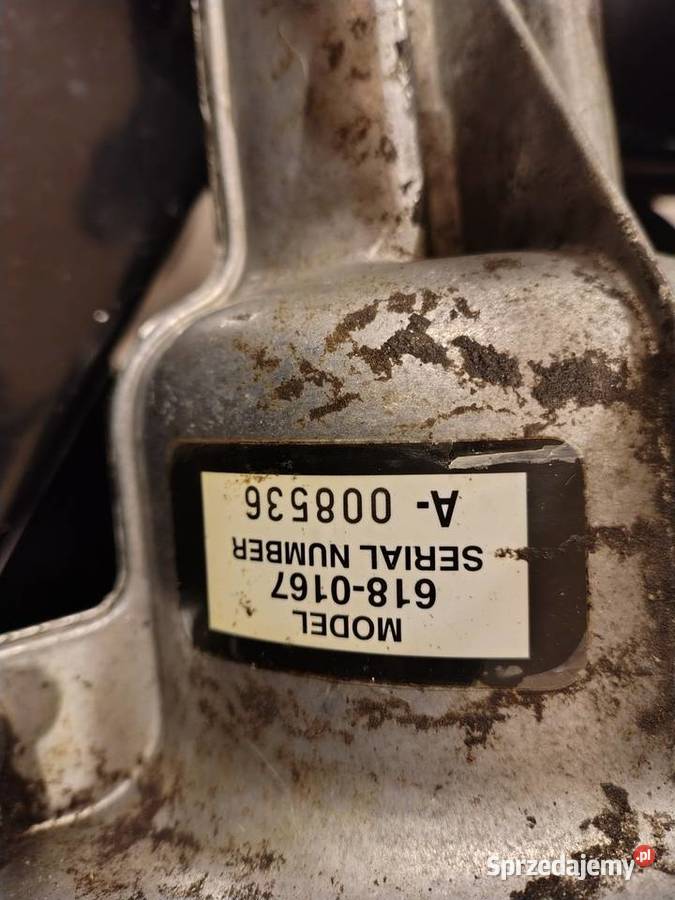 MODEL
618-0167
SERIAL NUMBER
A- 008536
Sprzedajemy.pl